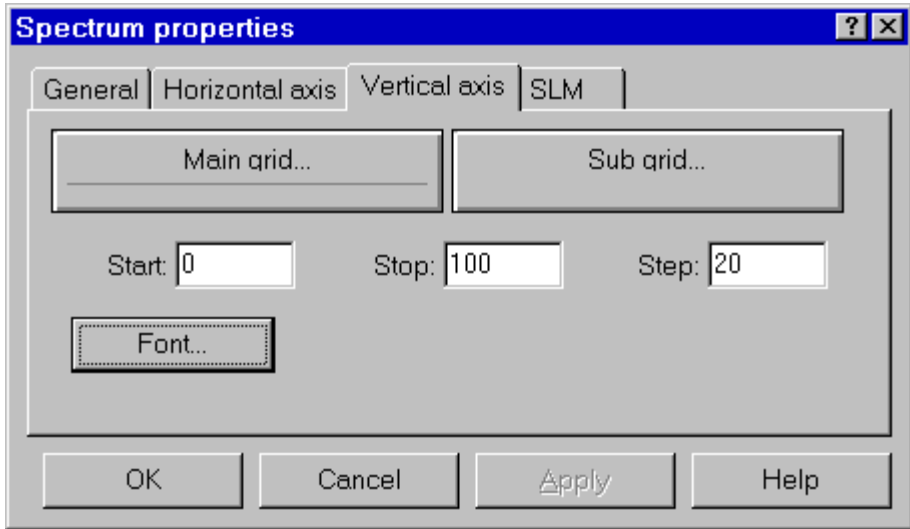 Spectrum properties
General Horizontal axis Vertical axis SLM
Main grid... Sub grid...
Start: 0 Stop: 100 Step: 20
Font...
OK Cancel Apply Help